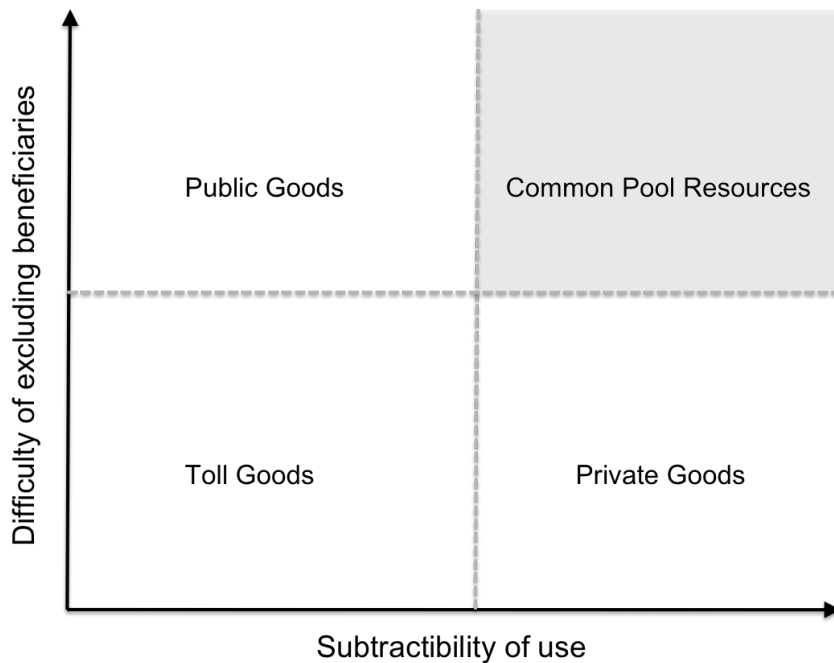 Difficulty of excluding beneficiaries
Public Goods
Common Pool Resources
Toll Goods
Private Goods
Subtractibility of use